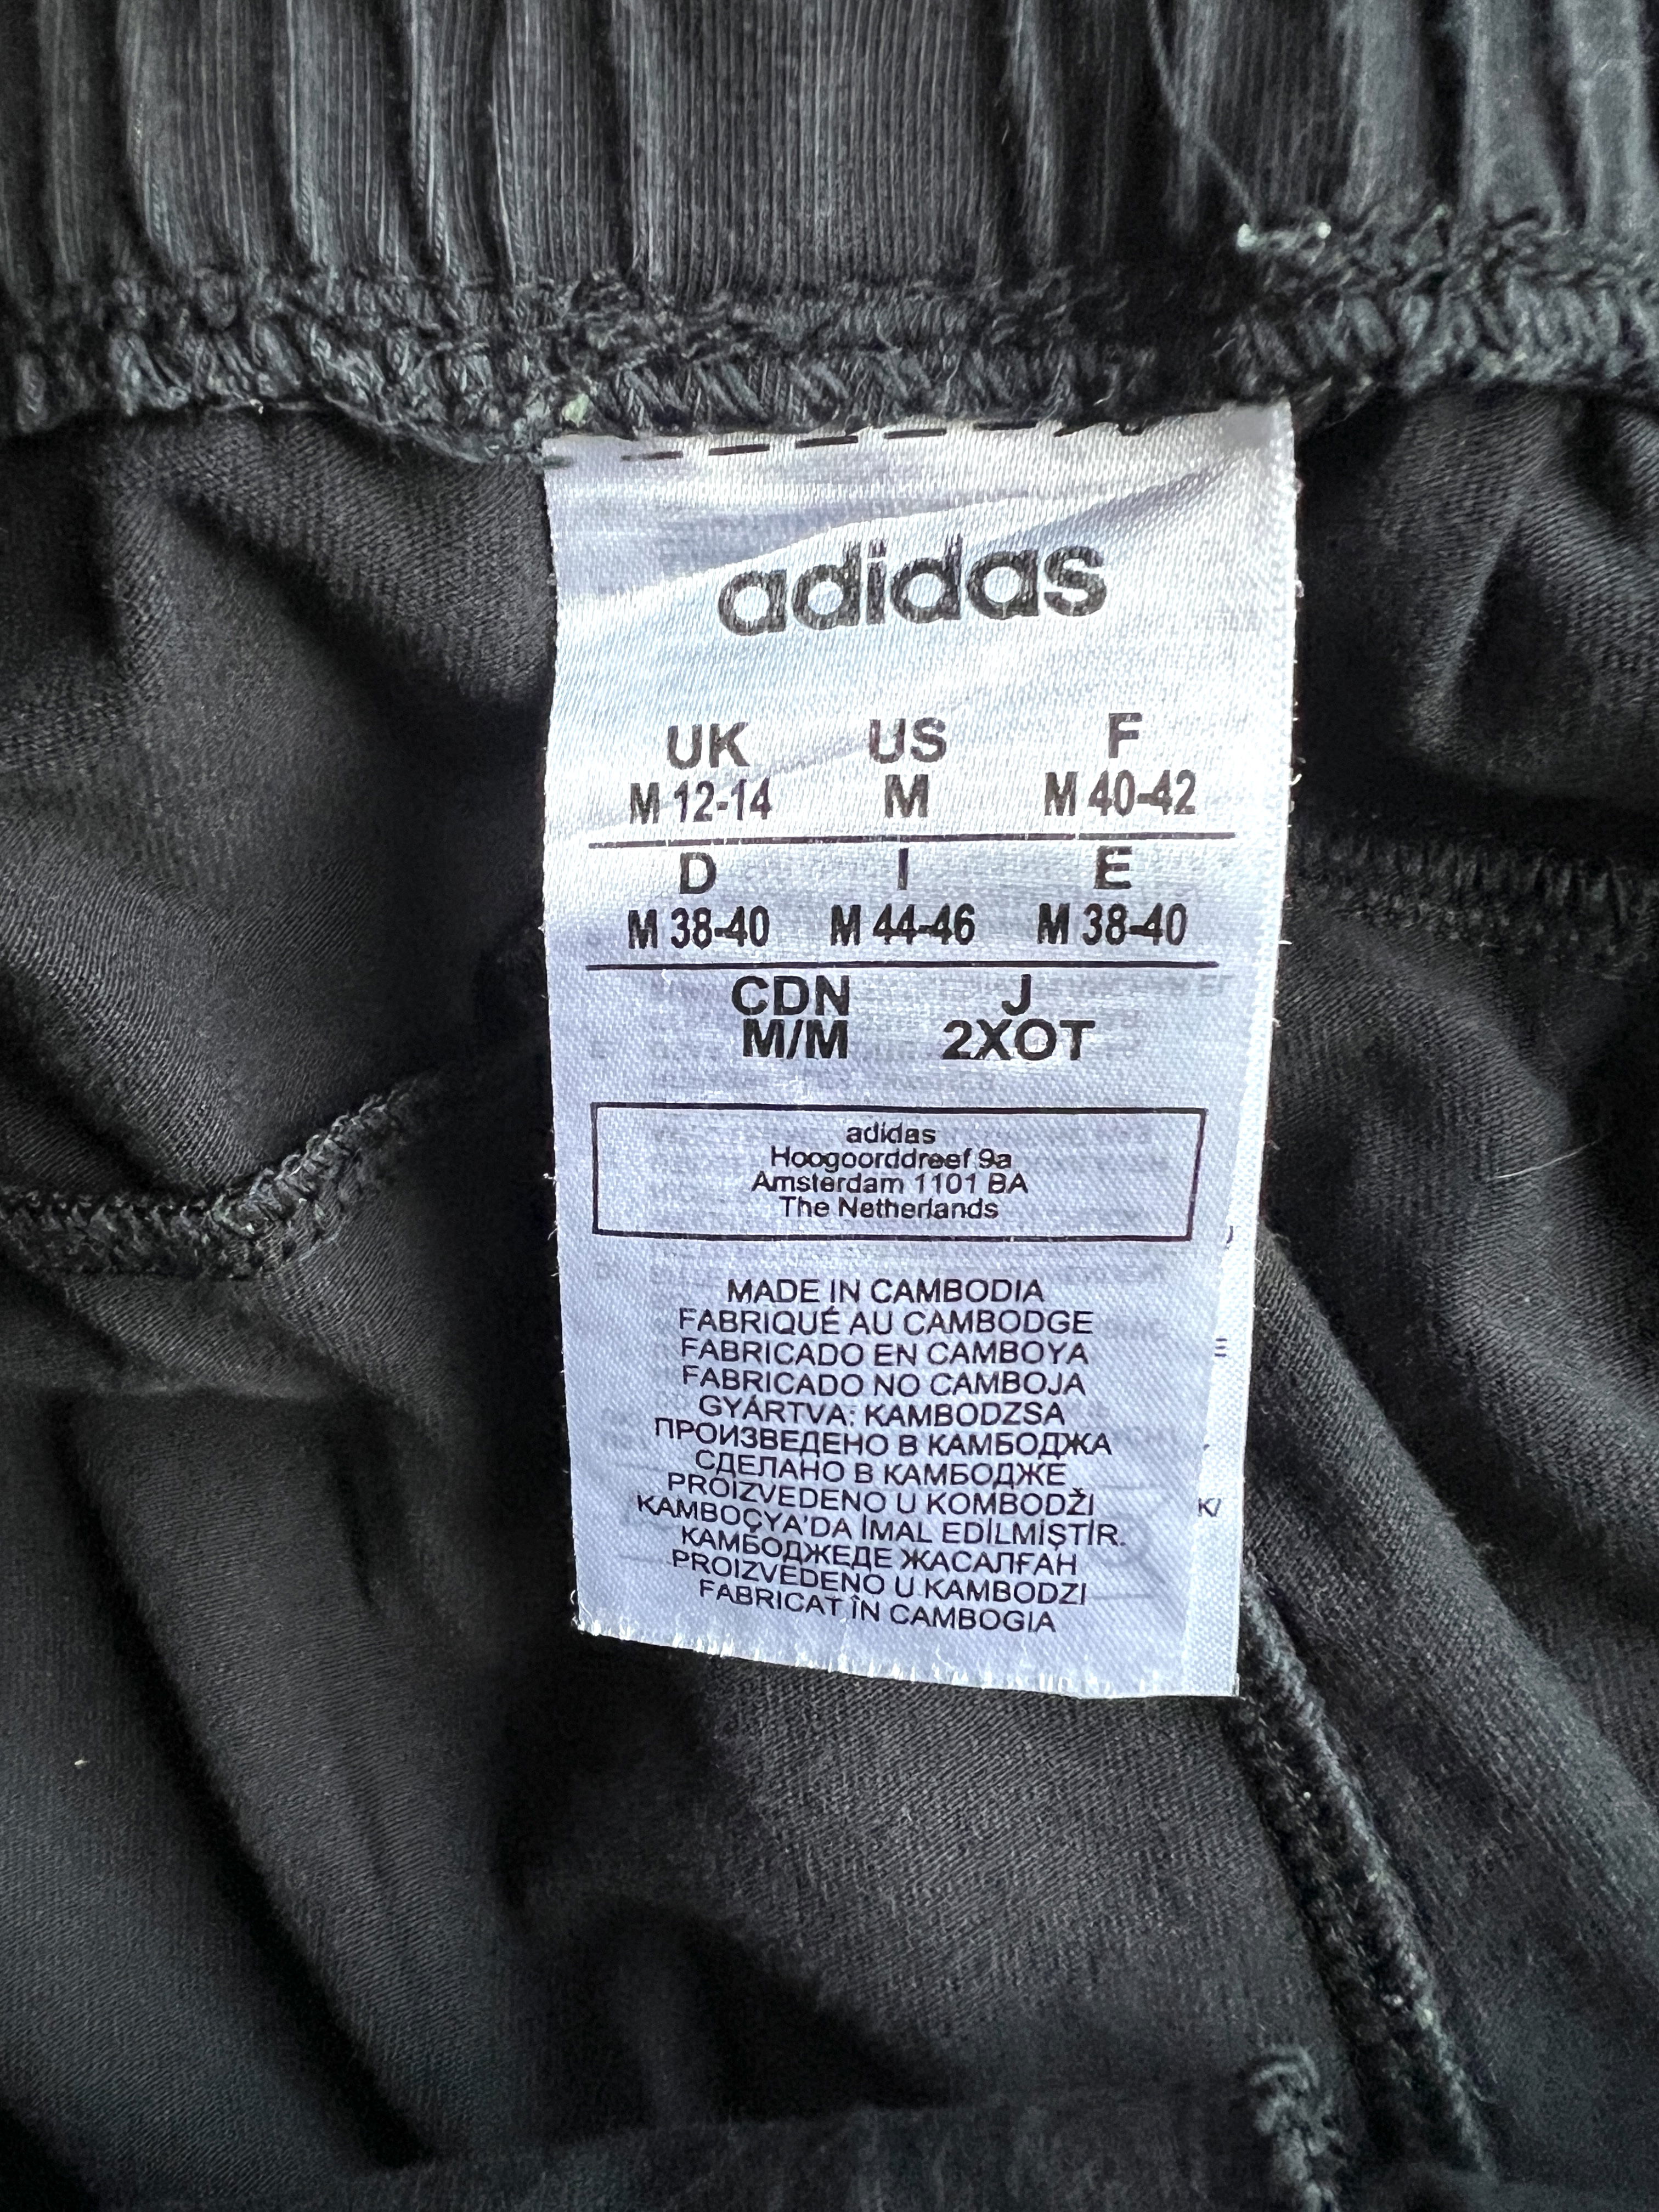 adidas
UK US F
M 12-14 M M 40-42
D I E
M 38-40 M 44-46 M 38-40
CDN J
M/M 2XOT
adidas
Hoogoorddreef 9a
Amsterdam 1101 BA
The Netherlands
MADE IN CAMBODIA
FABRIQUÉ AU CAMBODGE
FABRICADO EN CAMBOYA
FABRICADO NO CAMBOJA
GYÁRTVA: KAMBODZSA
ПРОИЗВЕДЕНО В КАМБОДЖА
СДЕЛАНО В КАМБОДЖЕ
PROIZVEDENO U KOMBODŽI
KAMBOÇYA'DA İMAL EDİLMİŞTİR.
КАМБОДЖЕДЕ ЖАСАЛҒАН
PROIZVEDENO U KAMBODZI
FABRICAT ÎN CAMBOGIA